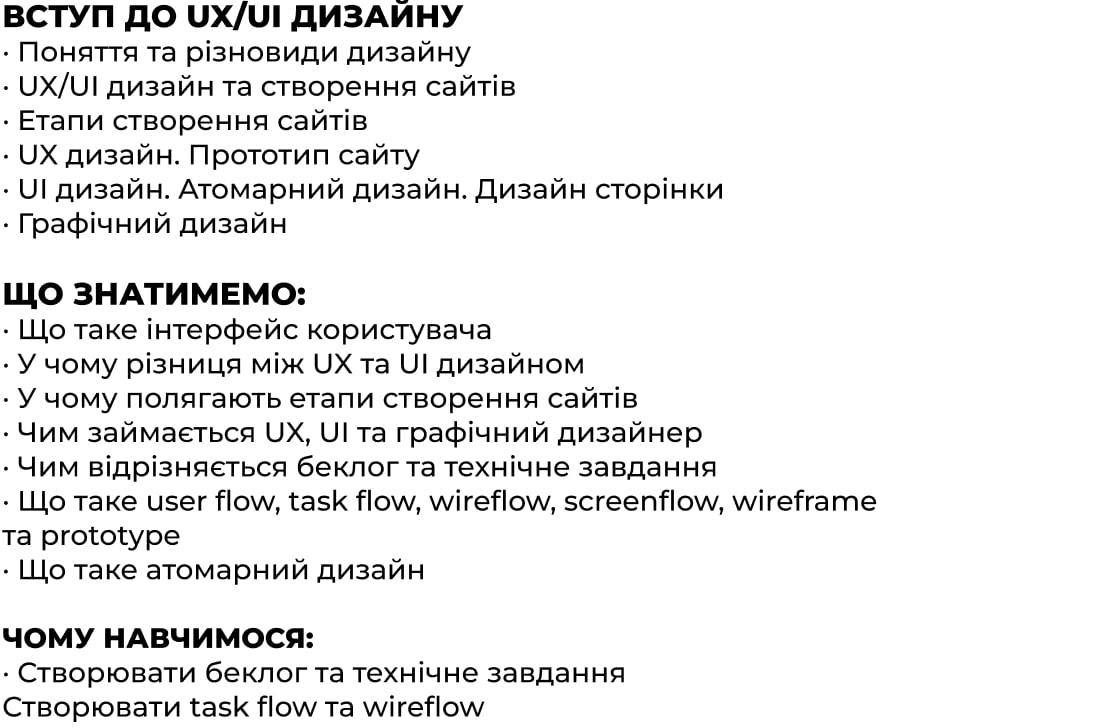 ВСТУП ДО UX/UI ДИЗАЙНУ
· Поняття та різновиди дизайну
· UX/UI дизайн та створення сайтів
· Етапи створення сайтів
· UX дизайн. Прототип сайту
· UI дизайн. Атомарний дизайн. Дизайн сторінки
· Графічний дизайн
ЩО ЗНАТИМЕМО:
· Що таке інтерфейс користувача
· У чому різниця між UX та UI дизайном
· У чому полягають етапи створення сайтів
· Чим займається UX, UI та графічний дизайнер
· Чим відрізняється беклог та технічне завдання
· Що таке user flow, task flow, wireflow, screenflow, wireframe
та prototype
· Що таке атомарний дизайн
ЧОМУ НАВЧИМОСЯ:
· Створювати беклог та технічне завдання
Створювати task flow та wireflow